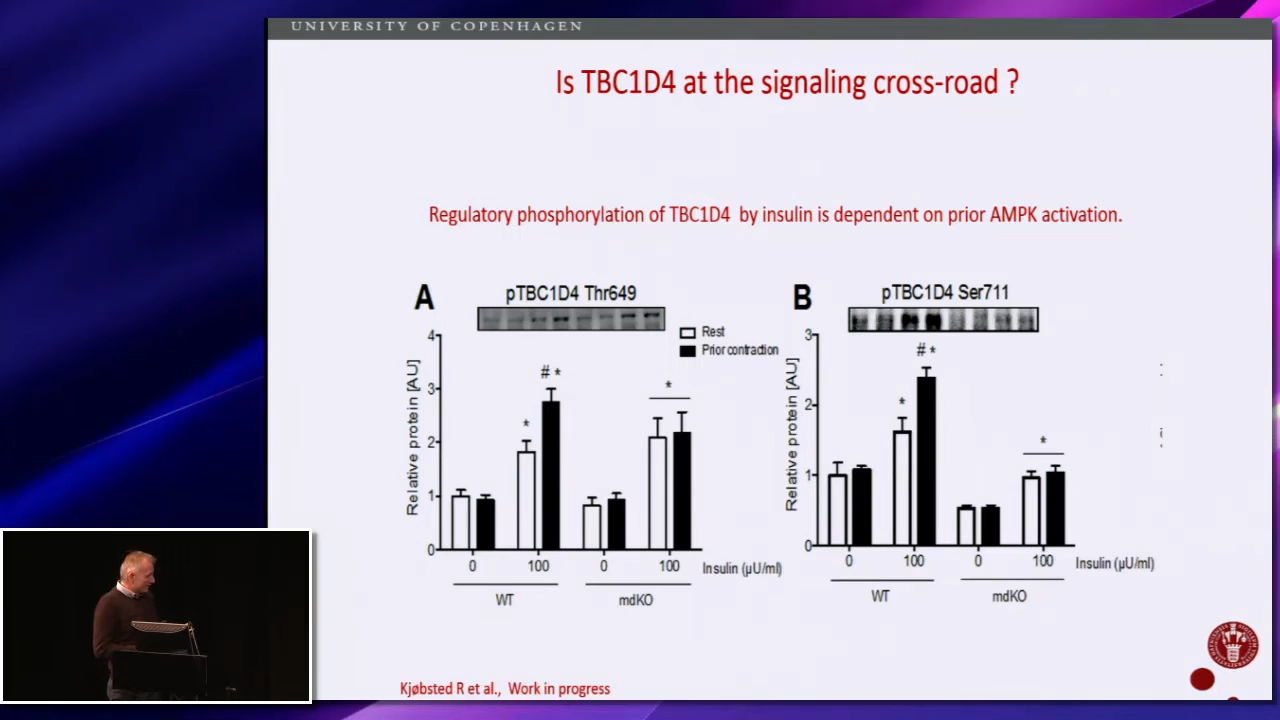 UNIVERSITY OF COPENHAGEN
Is TBC1D4 at the signaling cross-road ?
Regulatory phosphorylation of TBC1D4 by insulin is dependent on prior AMPK activation.
A
pTBC1D4 Thr649
Rest
Prior contraction
Relative protein [AU]
4
3
2
1
0
# *
*
*
0
100
0
100
Insulin (µU/ml)
WT
mdKO
B
pTBC1D4 Ser711
Relative protein [AU]
3
2
1
0
# *
*
*
0
100
0
100
Insulin (µU/ml)
WT
mdKO
Kjøbsted R et al., Work in progress